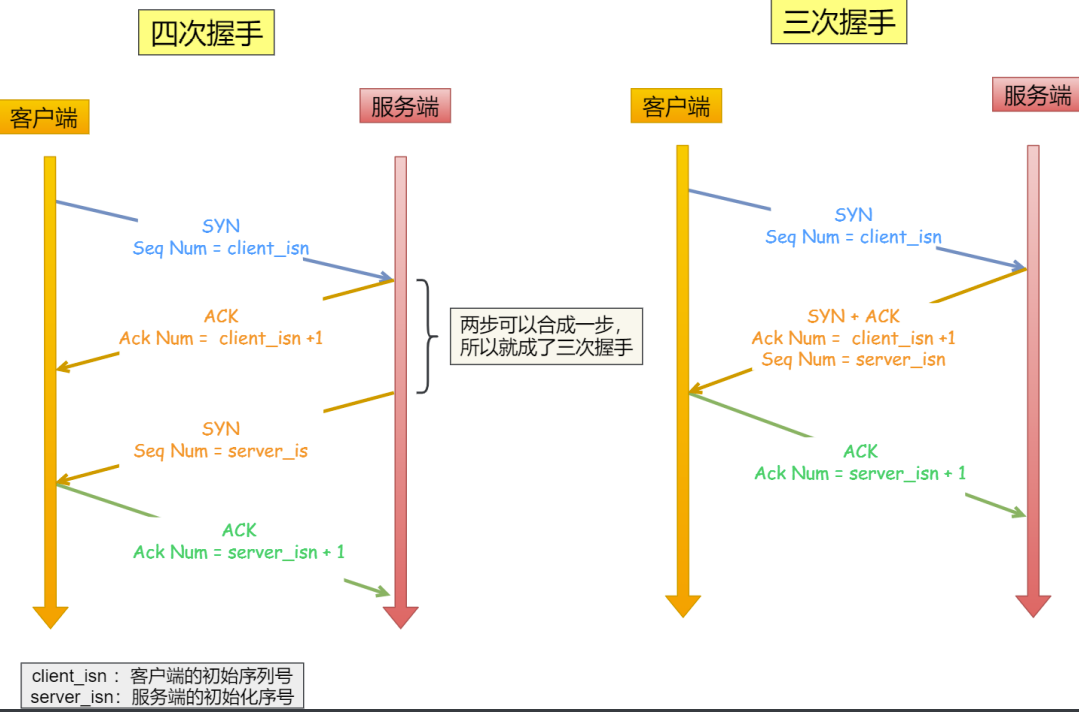 四次握手
客户端
服务端
SYN
Seq Num = client_isn
ACK
Ack Num = client_isn +1
两步可以合成一步，
所以就成了三次握手
SYN
Seq Num = server_is
ACK
Ack Num = server_isn + 1
三次握手
客户端
服务端
SYN
Seq Num = client_isn
SYN + ACK
Ack Num = client_isn +1
Seq Num = server_isn
ACK
Ack Num = server_isn + 1
client_isn ：客户端的初始序列号
server_isn：服务端的初始化序号